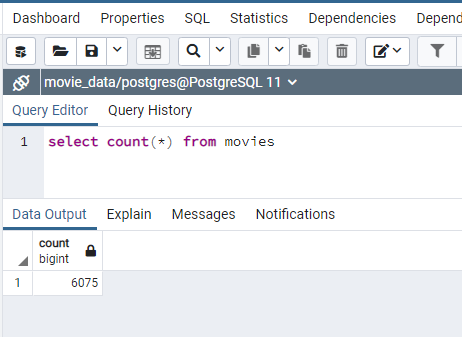 Dashboard Properties SQL Statistics Dependencies Depend
movie_data/postgres@PostgreSQL 11
Query Editor Query History
1 select count(*) from movies
Data Output Explain Messages Notifications
count
bigint
1 6075